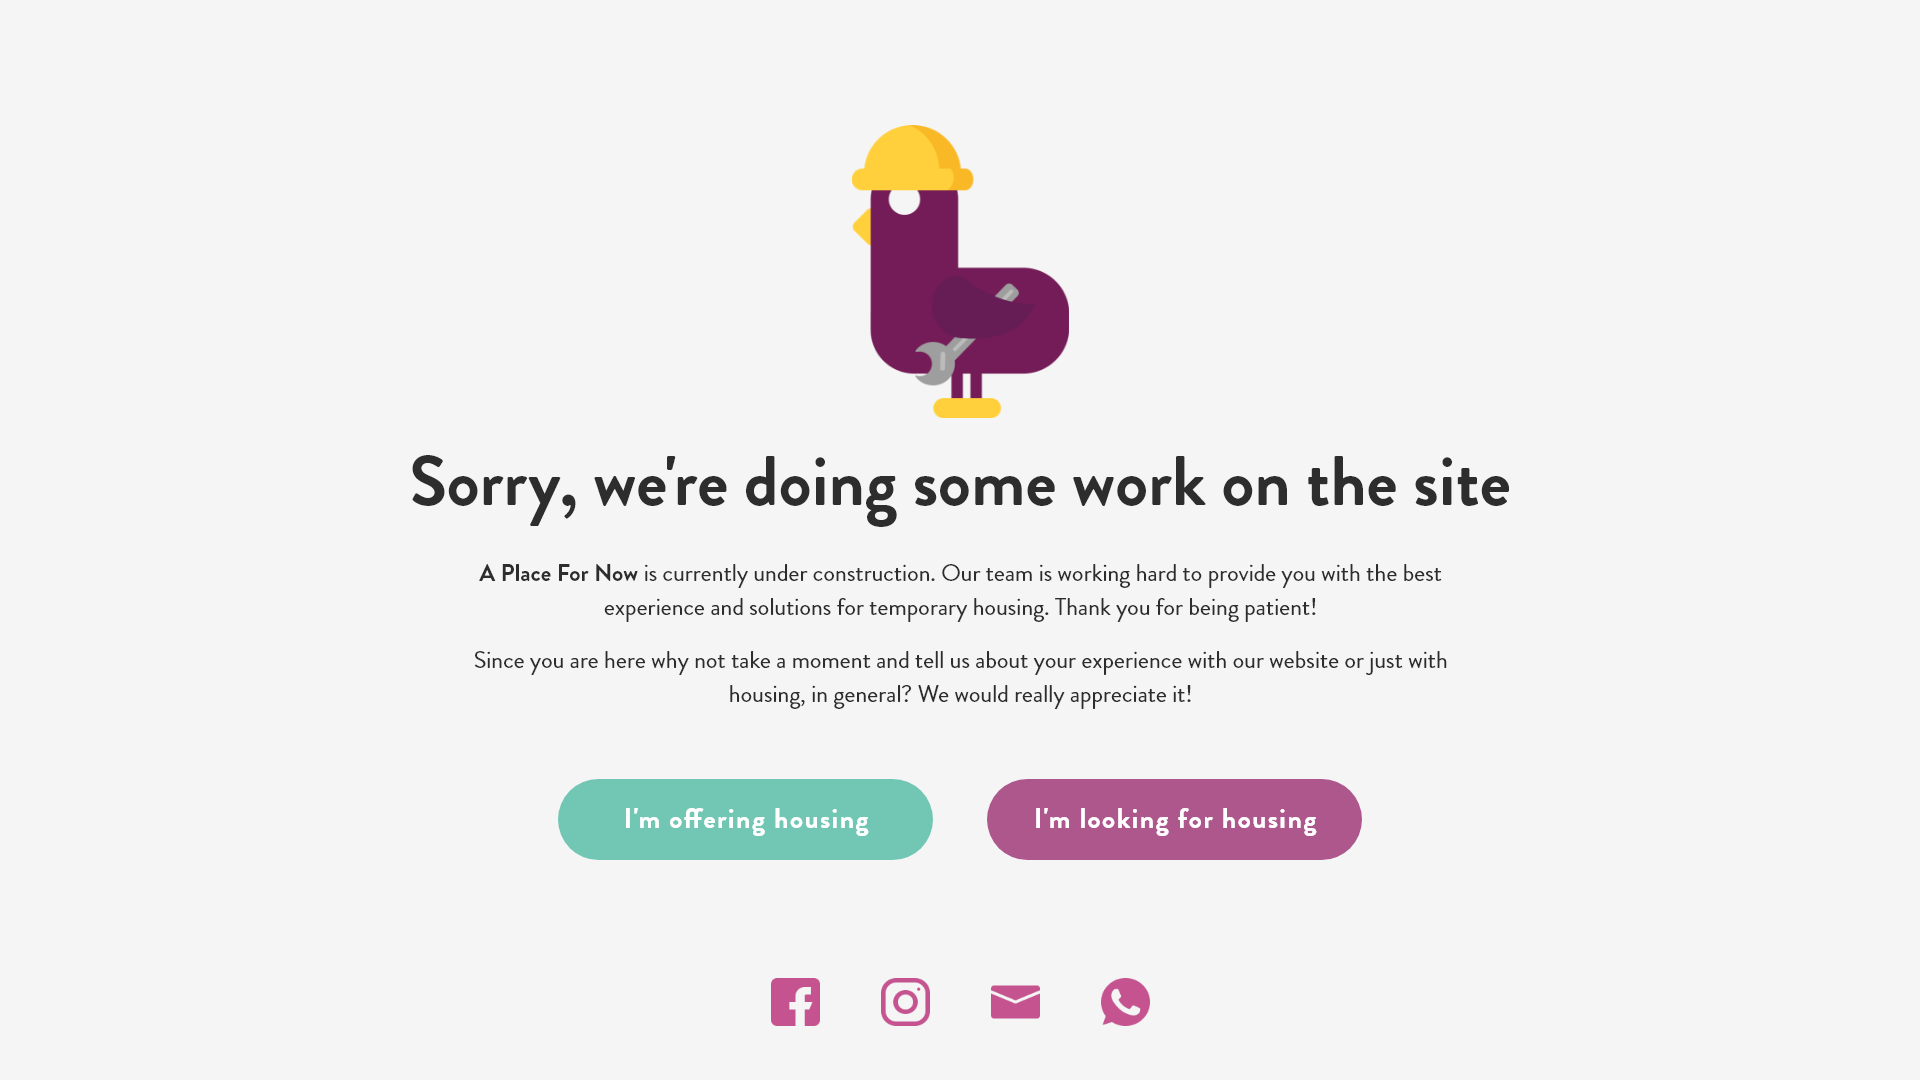 Sorry, we're doing some work on the site
A Place For Now is currently under construction. Our team is working hard to provide you with the best
experience and solutions for temporary housing. Thank you for being patient!
Since you are here why not take a moment and tell us about your experience with our website or just with
housing, in general? We would really appreciate it!
I'm offering housing
I'm looking for housing